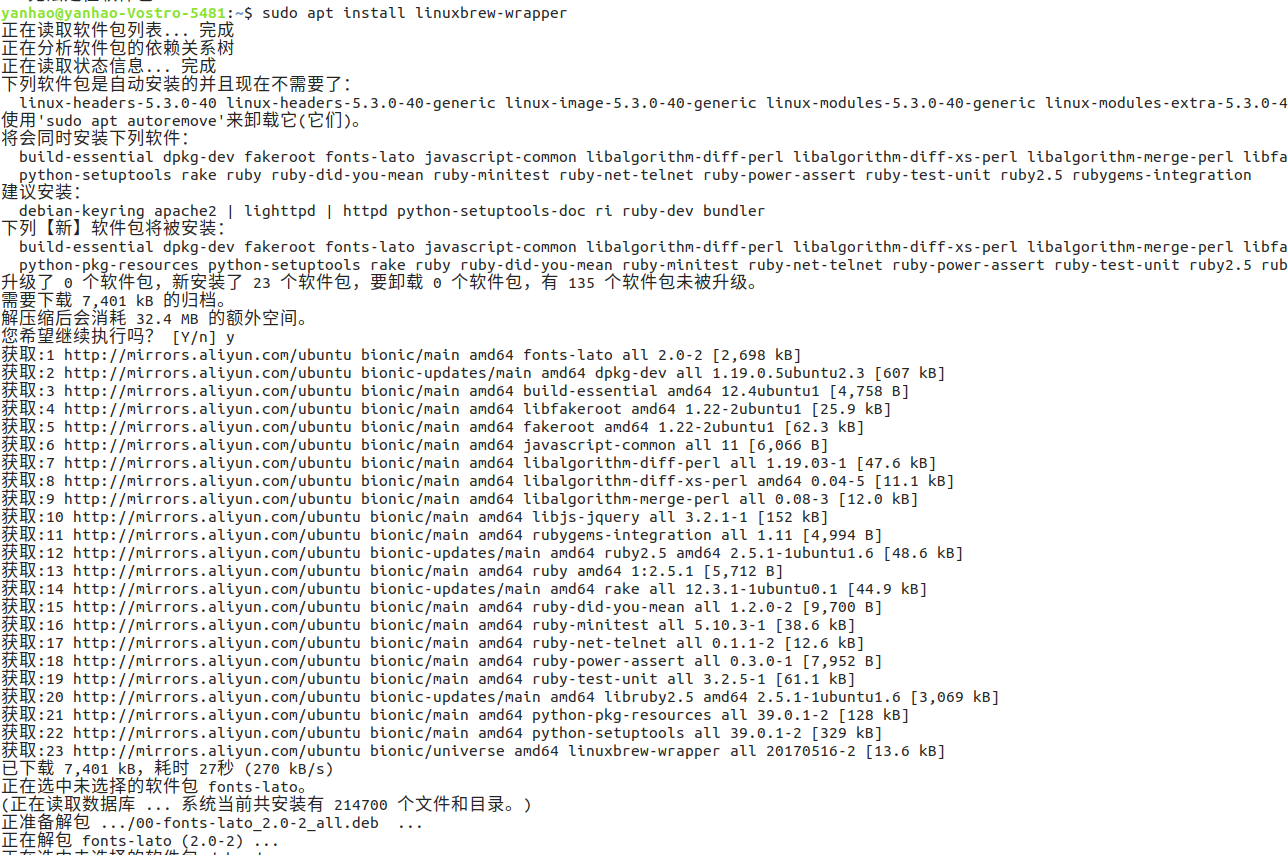 yanhao@yanhao-Vostro-5481:~$ sudo apt install linuxbrew-wrapper
正在读取软件包列表... 完成
正在分析软件包的依赖关系树
正在读取状态信息... 完成
下列软件包是自动安装的并且现在不需要了：
linux-headers-5.3.0-40 linux-headers-5.3.0-40-generic linux-image-5.3.0-40-generic linux-modules-5.3.0-40-generic linux-modules-extra-5.3.0-4
使用'sudo apt autoremove'来卸载它(它们)。
将会同时安装下列软件：
build-essential dpkg-dev fakeroot fonts-lato javascript-common libalgorithm-diff-perl libalgorithm-diff-xs-perl libalgorithm-merge-perl libfa
python-setuptools rake ruby ruby-did-you-mean ruby-minitest ruby-net-telnet ruby-power-assert ruby-test-unit ruby2.5 rubygems-integration
建议安装：
debian-keyring apache2 | lighttpd | httpd python-setuptools-doc ri ruby-dev bundler
下列【新】软件包将被安装：
build-essential dpkg-dev fakeroot fonts-lato javascript-common libalgorithm-diff-perl libalgorithm-diff-xs-perl libalgorithm-merge-perl libfa
python-pkg-resources python-setuptools rake ruby ruby-did-you-mean ruby-minitest ruby-net-telnet ruby-power-assert ruby-test-unit ruby2.5 rub
升级了 0 个软件包，新安装了 23 个软件包，要卸载 0 个软件包，有 135 个软件包未被升级。
需要下载 7,401 kB 的归档。
解压缩后会消耗 32.4 MB 的额外空间。
您希望继续执行吗？ [Y/n] y
获取:1 http://mirrors.aliyun.com/ubuntu bionic/main amd64 fonts-lato all 2.0-2 [2,698 kB]
获取:2 http://mirrors.aliyun.com/ubuntu bionic-updates/main amd64 dpkg-dev all 1.19.0.5ubuntu2.3 [607 kB]
获取:3 http://mirrors.aliyun.com/ubuntu bionic/main amd64 build-essential amd64 12.4ubuntu1 [4,758 B]
获取:4 http://mirrors.aliyun.com/ubuntu bionic/main amd64 libfakeroot amd64 1.22-2ubuntu1 [25.9 kB]
获取:5 http://mirrors.aliyun.com/ubuntu bionic/main amd64 fakeroot amd64 1.22-2ubuntu1 [62.3 kB]
获取:6 http://mirrors.aliyun.com/ubuntu bionic/main amd64 javascript-common all 11 [6,066 B]
获取:7 http://mirrors.aliyun.com/ubuntu bionic/main amd64 libalgorithm-diff-perl all 1.19.03-1 [47.6 kB]
获取:8 http://mirrors.aliyun.com/ubuntu bionic/main amd64 libalgorithm-diff-xs-perl amd64 0.04-5 [11.1 kB]
获取:9 http://mirrors.aliyun.com/ubuntu bionic/main amd64 libalgorithm-merge-perl all 0.08-3 [12.0 kB]
获取:10 http://mirrors.aliyun.com/ubuntu bionic/main amd64 libjs-jquery all 3.2.1-1 [152 kB]
获取:11 http://mirrors.aliyun.com/ubuntu bionic/main amd64 rubygems-integration all 1.11 [4,994 B]
获取:12 http://mirrors.aliyun.com/ubuntu bionic-updates/main amd64 ruby2.5 amd64 2.5.1-1ubuntu1.6 [48.6 kB]
获取:13 http://mirrors.aliyun.com/ubuntu bionic/main amd64 ruby amd64 1:2.5.1 [5,712 B]
获取:14 http://mirrors.aliyun.com/ubuntu bionic-updates/main amd64 rake all 12.3.1-1ubuntu0.1 [44.9 kB]
获取:15 http://mirrors.aliyun.com/ubuntu bionic/main amd64 ruby-did-you-mean all 1.2.0-2 [9,700 B]
获取:16 http://mirrors.aliyun.com/ubuntu bionic/main amd64 ruby-minitest all 5.10.3-1 [38.6 kB]
获取:17 http://mirrors.aliyun.com/ubuntu bionic/main amd64 ruby-net-telnet all 0.1.1-2 [12.6 kB]
获取:18 http://mirrors.aliyun.com/ubuntu bionic/main amd64 ruby-power-assert all 0.3.0-1 [7,952 B]
获取:19 http://mirrors.aliyun.com/ubuntu bionic/main amd64 ruby-test-unit all 3.2.5-1 [61.1 kB]
获取:20 http://mirrors.aliyun.com/ubuntu bionic-updates/main amd64 libruby2.5 amd64 2.5.1-1ubuntu1.6 [3,069 kB]
获取:21 http://mirrors.aliyun.com/ubuntu bionic/main amd64 python-pkg-resources all 39.0.1-2 [128 kB]
获取:22 http://mirrors.aliyun.com/ubuntu bionic/main amd64 python-setuptools all 39.0.1-2 [329 kB]
获取:23 http://mirrors.aliyun.com/ubuntu bionic/universe amd64 linuxbrew-wrapper all 20170516-2 [13.6 kB]
已下载 7,401 kB，耗时 27秒 (270 kB/s)
正在选中未选择的软件包 fonts-lato。
(正在读取数据库 ... 系统当前共安装有 214700 个文件和目录。)
正准备解包 .../00-fonts-lato_2.0-2_all.deb ...
正在解包 fonts-lato (2.0-2) ...